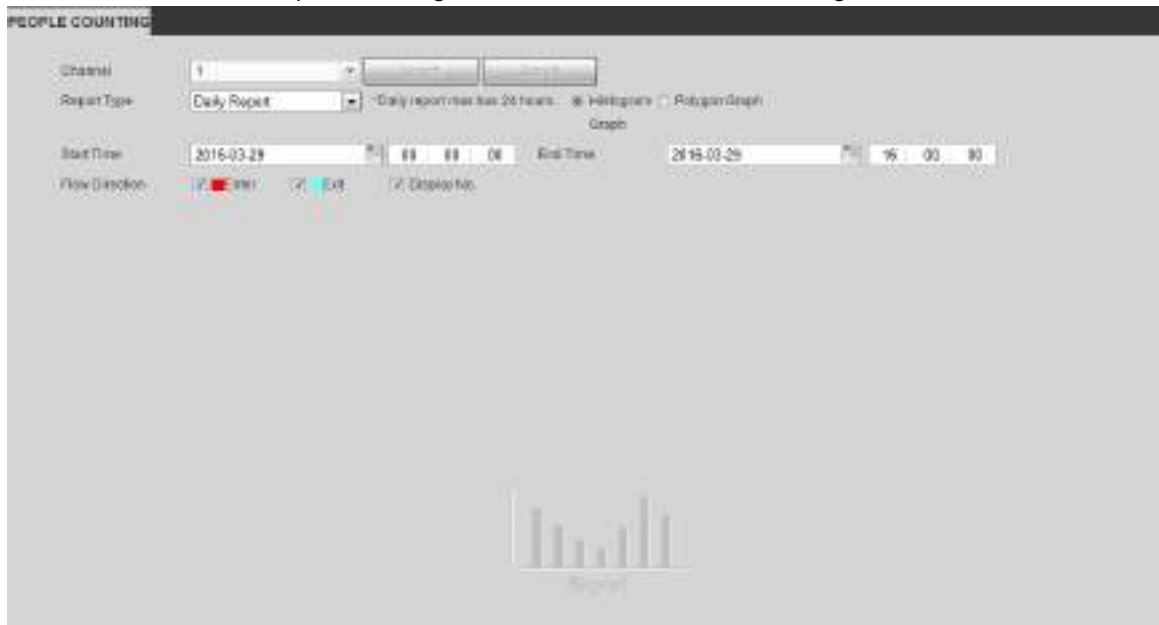 PEOPLE COUNTING
Channel 1
Report Type Daily Report *Daily report max has 24 hours. Histogram Polygon Graph
Graph
Start Time 2016-03-29 00 00 00 End Time 2016-03-29 16 00 00
Flow Direction Enter Exit Display No.
Report